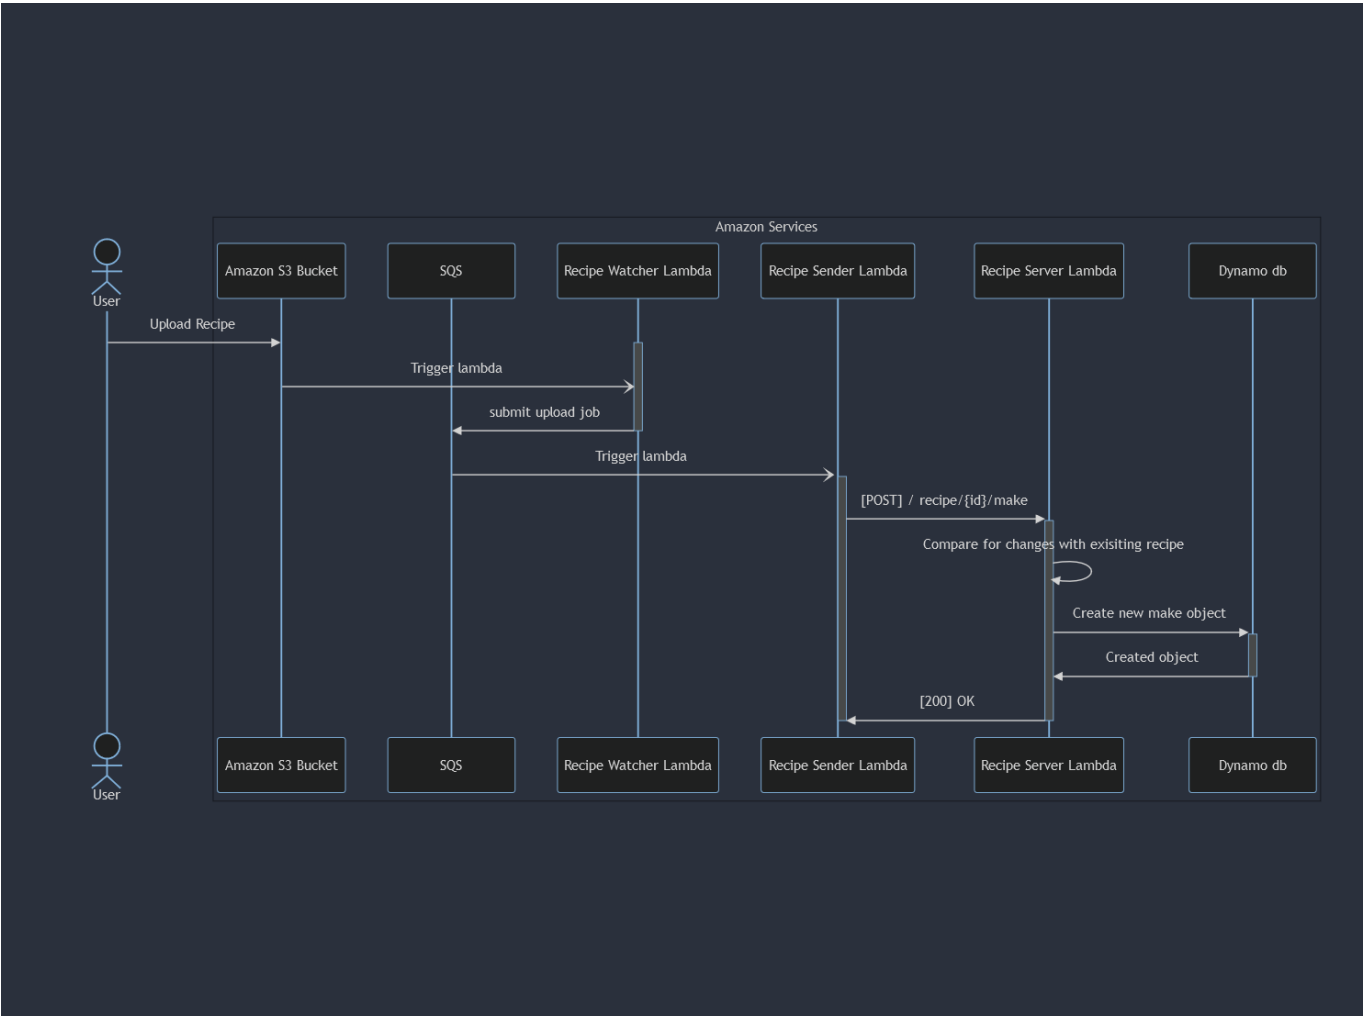 Amazon Services
Amazon S3 Bucket
SQS
Recipe Watcher Lambda
Recipe Sender Lambda
Recipe Server Lambda
Dynamo db
User
Upload Recipe
Trigger lambda
submit upload job
Trigger lambda
[POST] / recipe/{id}/make
Compare for changes with exisiting recipe
Create new make object
Created object
[200] OK
Amazon S3 Bucket
SQS
Recipe Watcher Lambda
Recipe Sender Lambda
Recipe Server Lambda
Dynamo db
User